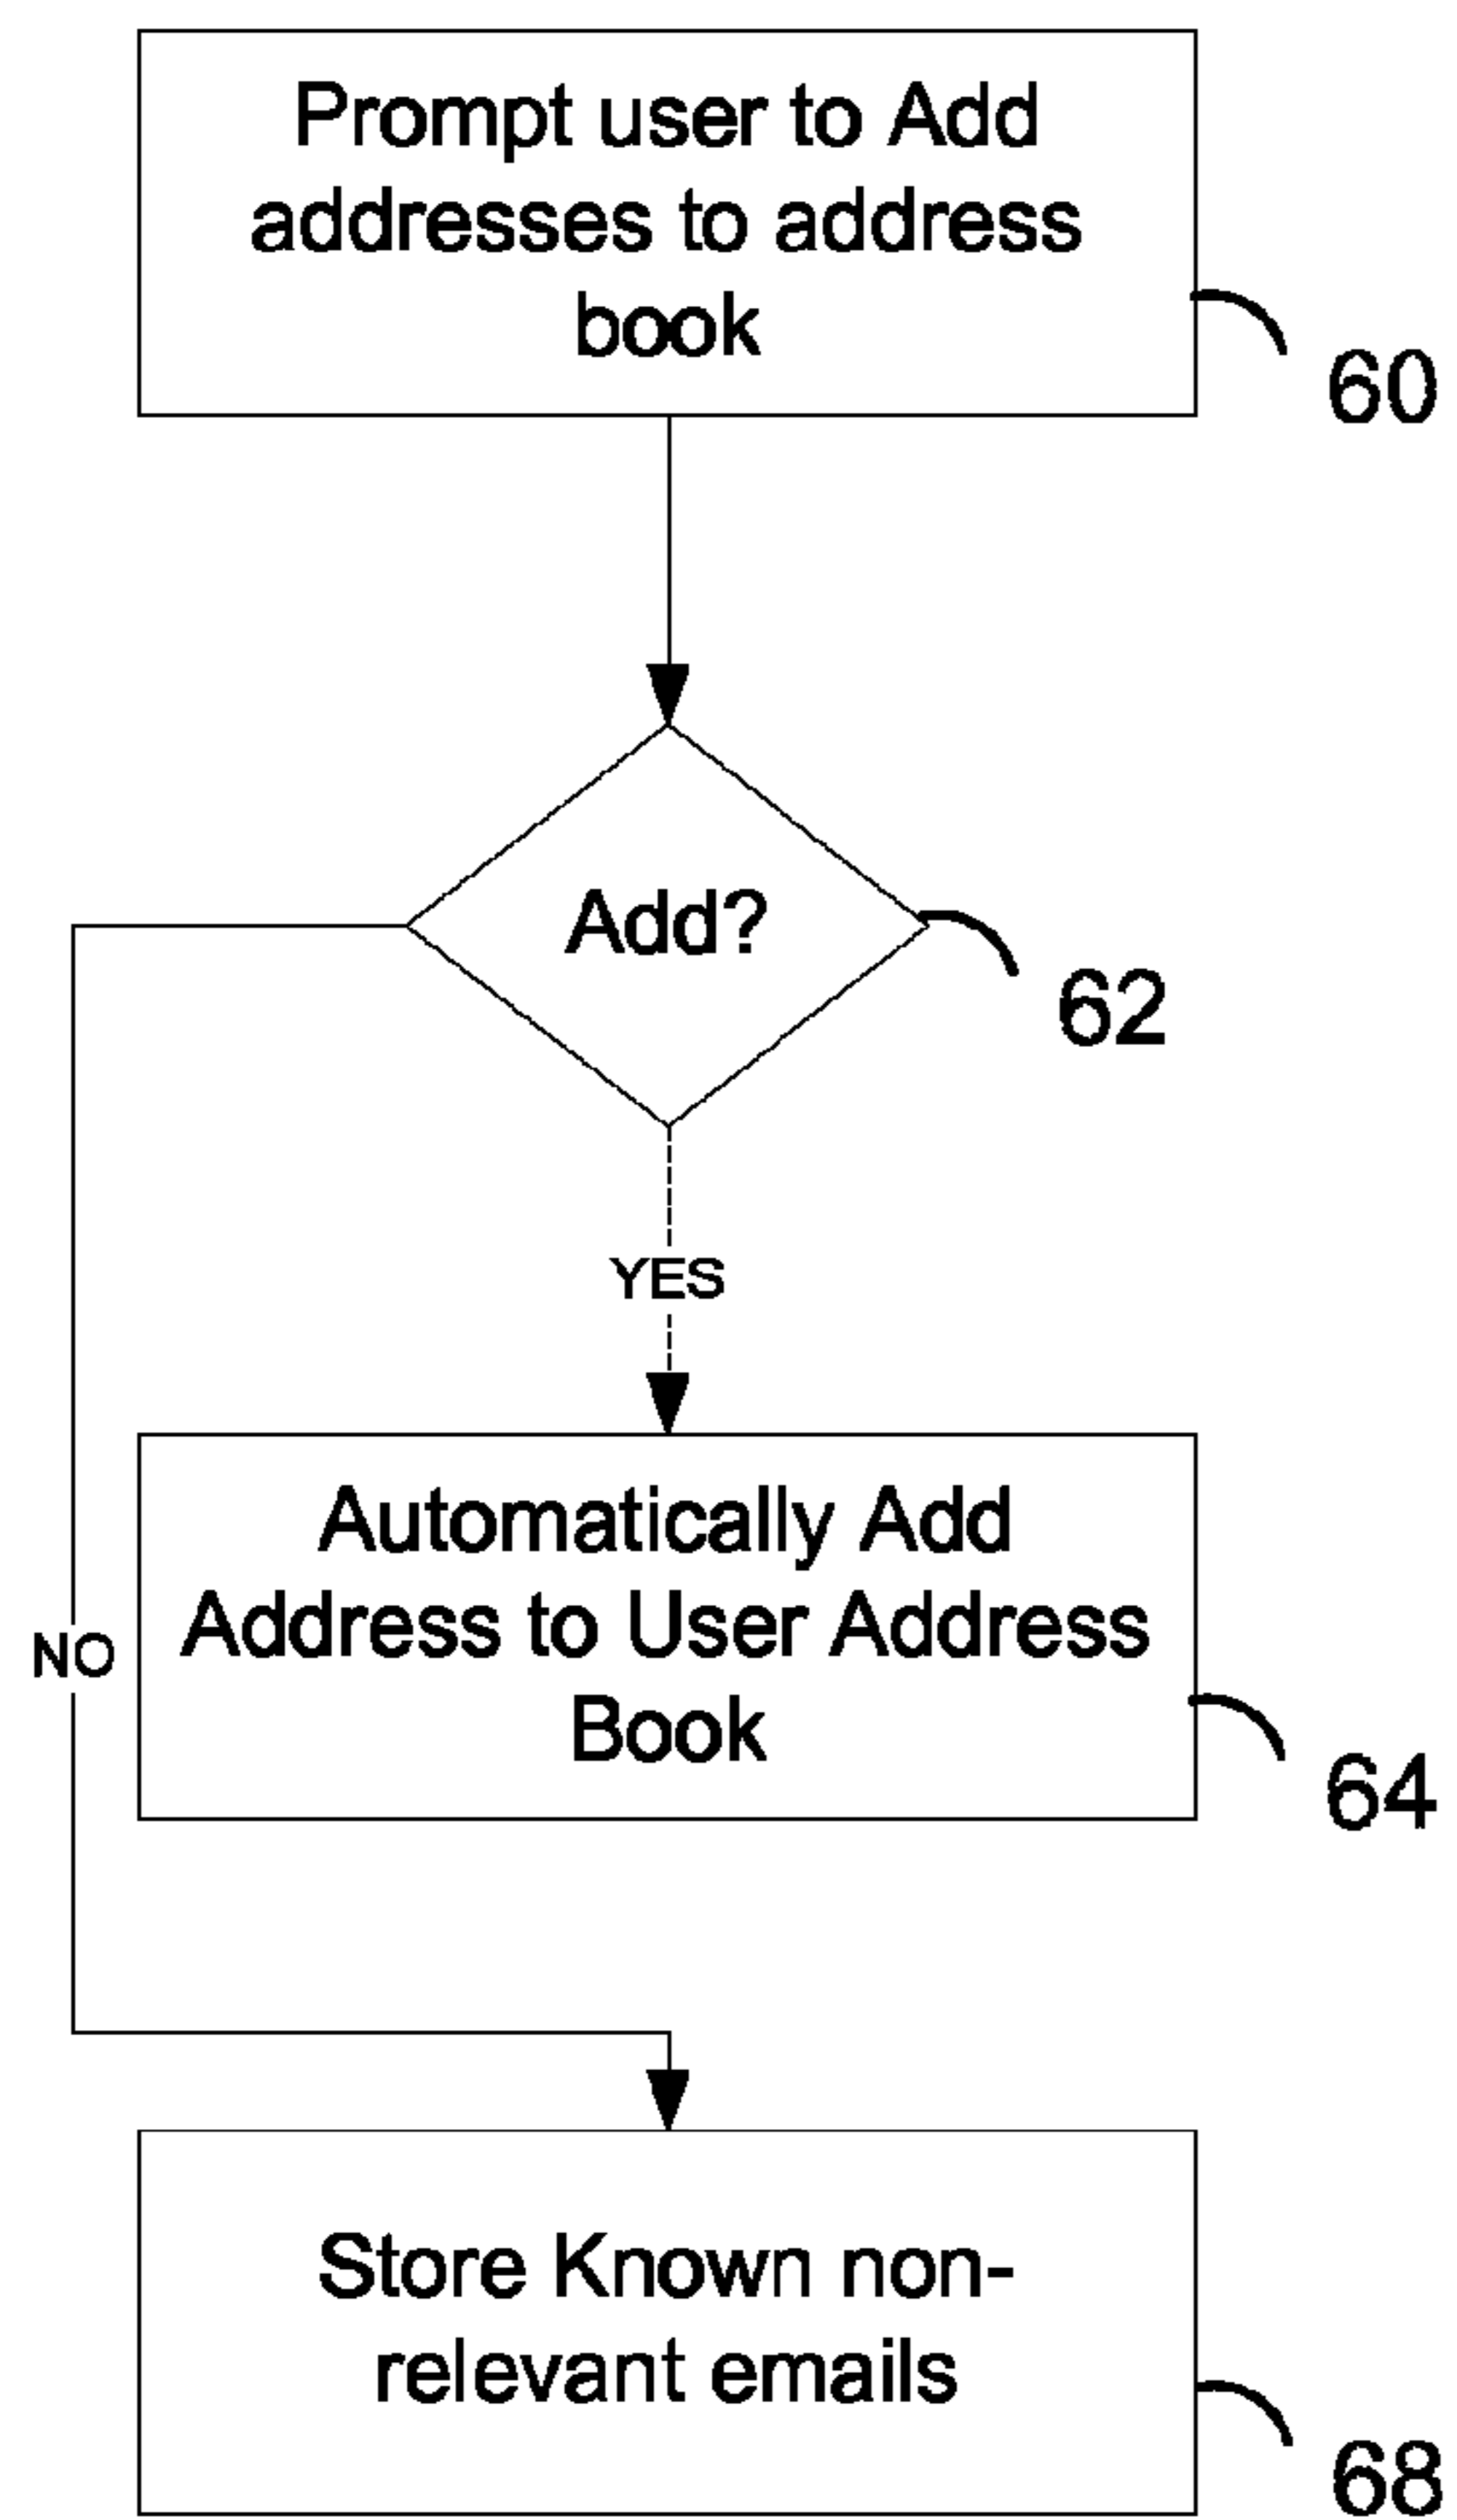 Prompt user to Add
addresses to address
book
60
Add?
62
YES
Automatically Add
Address to User Address
Book
NO
64
Store Known non-
relevant emails
68